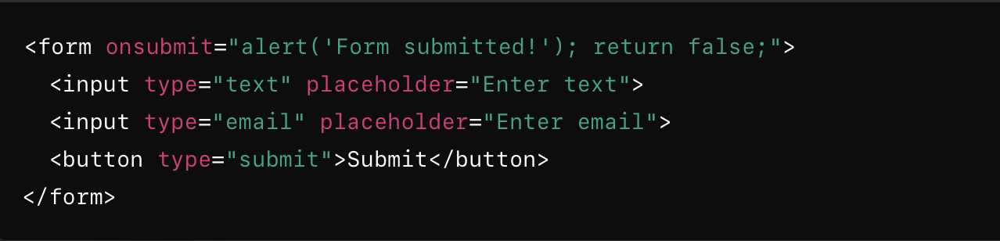 <form onsubmit="alert('Form submitted!'); return false;">
  <input type="text" placeholder="Enter text">
  <input type="email" placeholder="Enter email">
  <button type="submit">Submit</button>
</form>